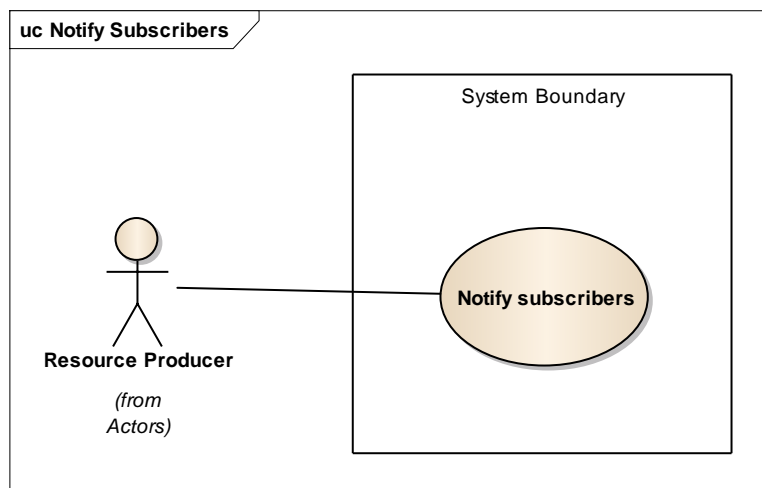 uc Notify Subscribers
System Boundary
Notify subscribers
Resource Producer
(from
Actors)